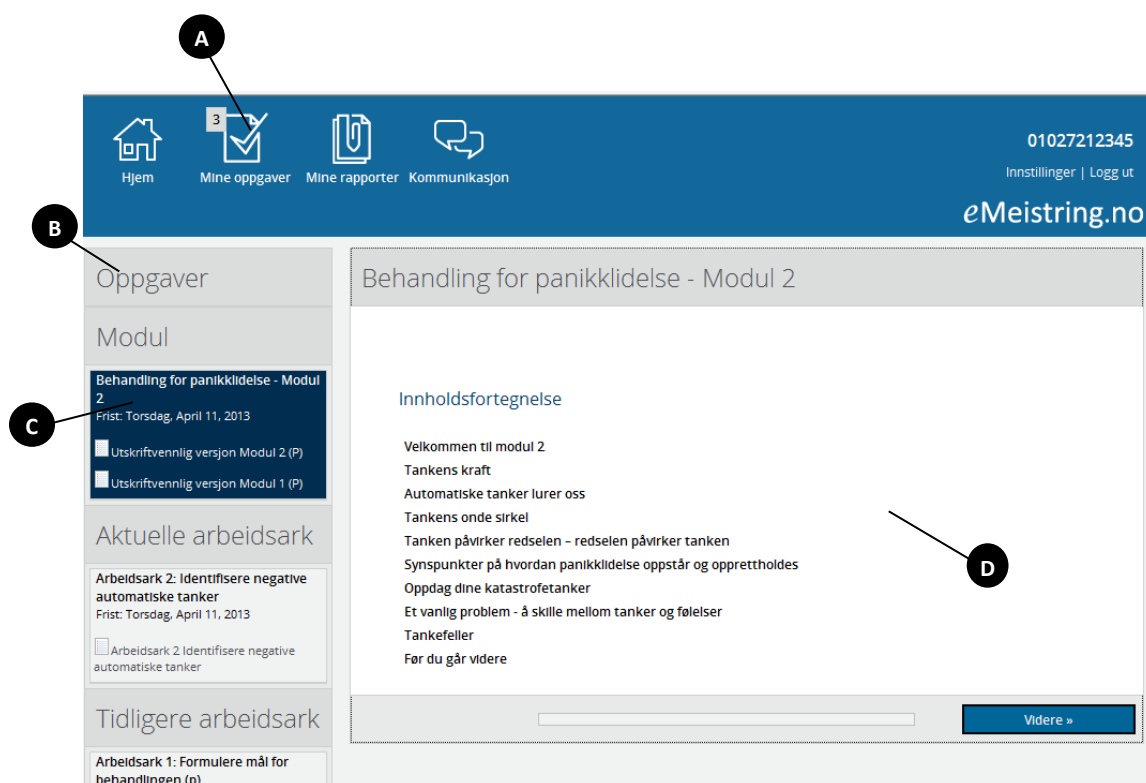 A
3
Hjem
Mine oppgaver
Mine rapporter
Kommunikasjon
01027212345
Innstillinger | Logg ut
eMeistring.no
B
Oppgaver
Modul
Behandling for panikklidelse - Modul
2
Frist: Torsdag, April 11, 2013
C
Utskriftvennlig versjon Modul 2 (P)
Utskriftvennlig versjon Modul 1 (P)
Aktuelle arbeidsark
Arbeidsark 2: Identifisere negative
automatiske tanker
Frist: Torsdag, April 11, 2013
Arbeidsark 2 Identifisere negative
automatiske tanker
Tidligere arbeidsark
Arbeidsark 1: Formulere mål for
behandlingen (p)
Behandling for panikklidelse - Modul 2
Innholdsfortegnelse
Velkommen til modul 2
Tankens kraft
Automatiske tanker lurer oss
Tankens onde sirkel
Tanken påvirker redselen – redselen påvirker tanken
Synspunkter på hvordan panikklidelse oppstår og opprettholdes
Oppdag dine katastrofetanker
Et vanlig problem - å skille mellom tanker og følelser
Tankefeller
Før du går videre
D
Videre »